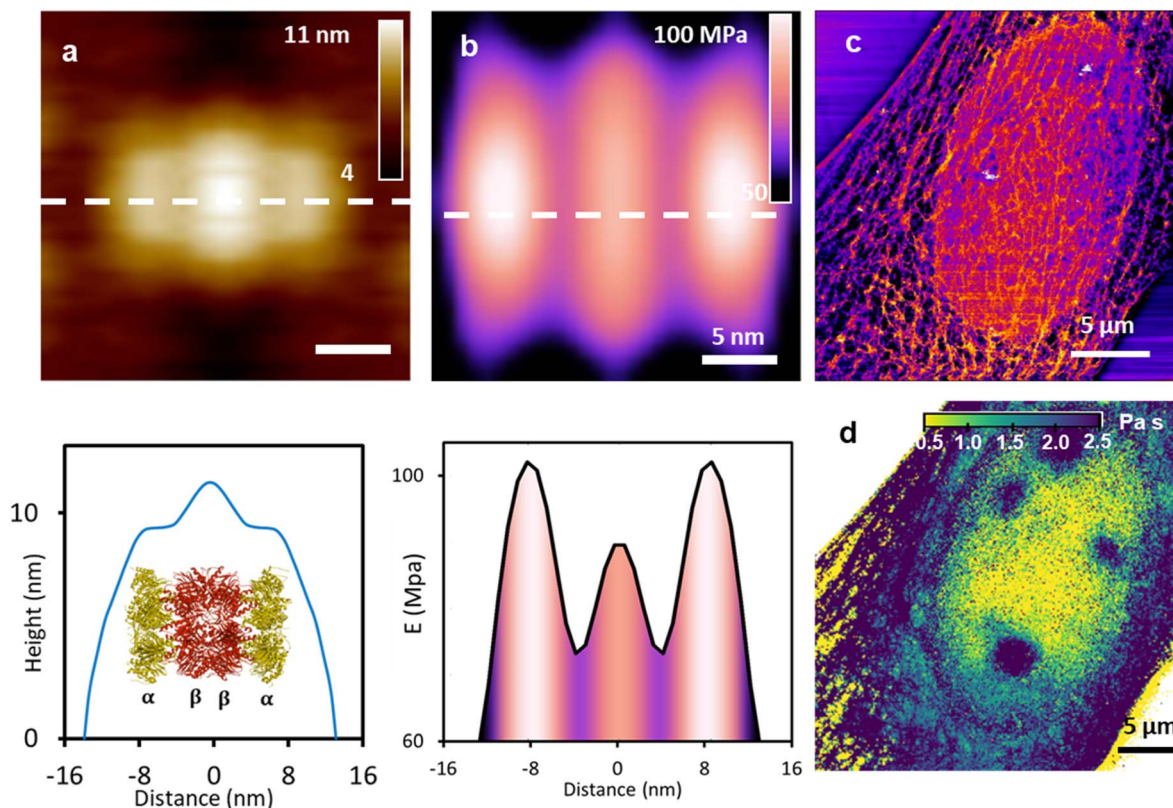 a
11 nm
4
b
100 MPa
50
5 nm
c
5 μm
Height (nm)
10
0
α β β α
-16 -8 0 8 16
Distance (nm)
E (Mpa)
100
60
-16 -8 0 8 16
Distance (nm)
d
Pa s
0.5 1.0 1.5 2.0 2.5
5 μm